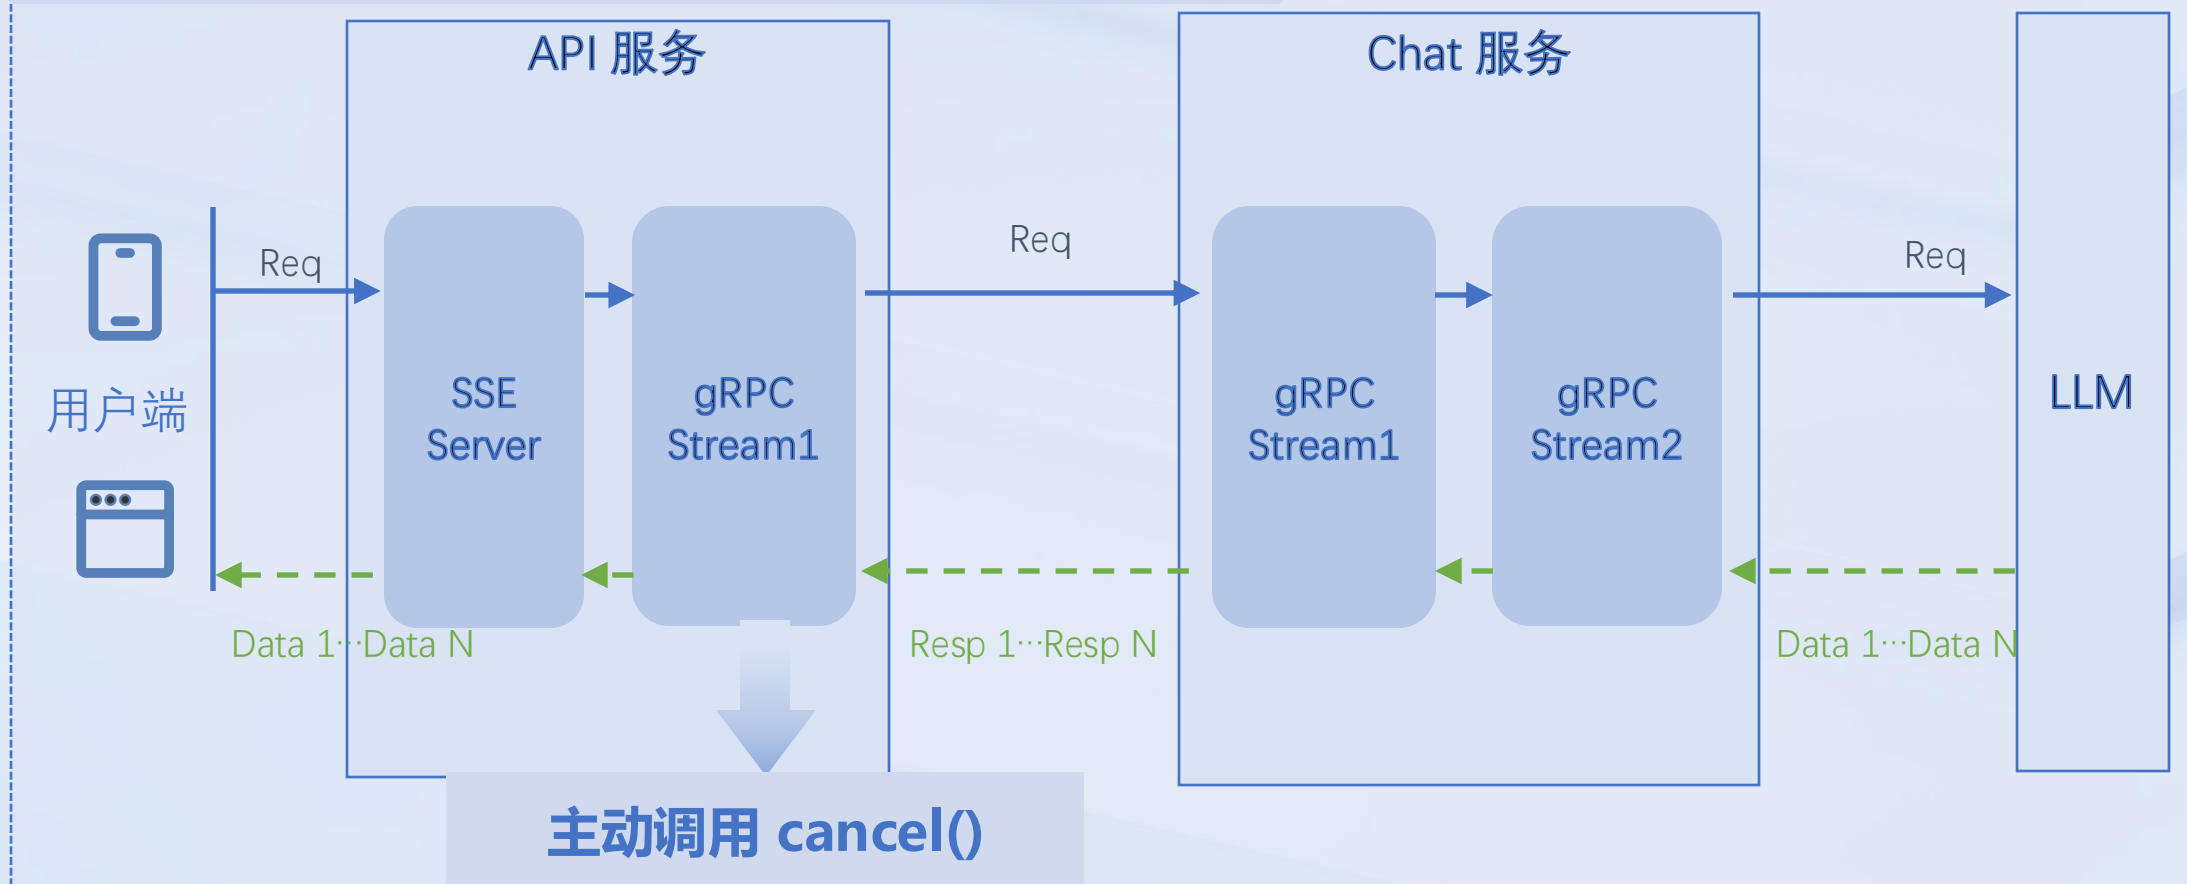 API 服务
Chat 服务
Req
Req
Req
用户端
SSE
Server
gRPC
Stream1
gRPC
Stream1
gRPC
Stream2
LLM
Data 1···Data N
Resp 1···Resp N
Data 1···Data N
主动调用 cancel()